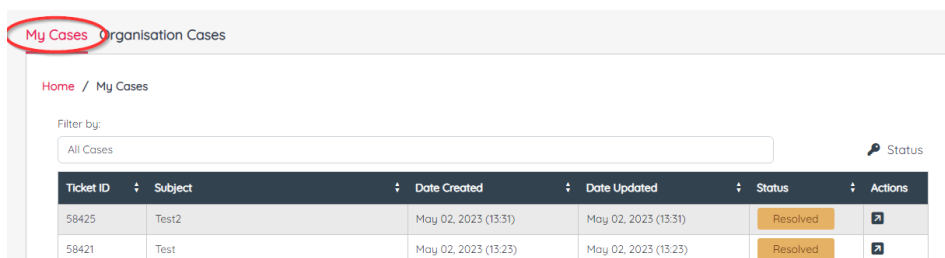 My Cases Organisation Cases
Home / My Cases
Filter by:
All Cases
Status
Ticket ID Subject Date Created Date Updated Status Actions
58425 Test2 May 02, 2023 (13:31) May 02, 2023 (13:31) Resolved
58421 Test May 02, 2023 (13:23) May 02, 2023 (13:23) Resolved